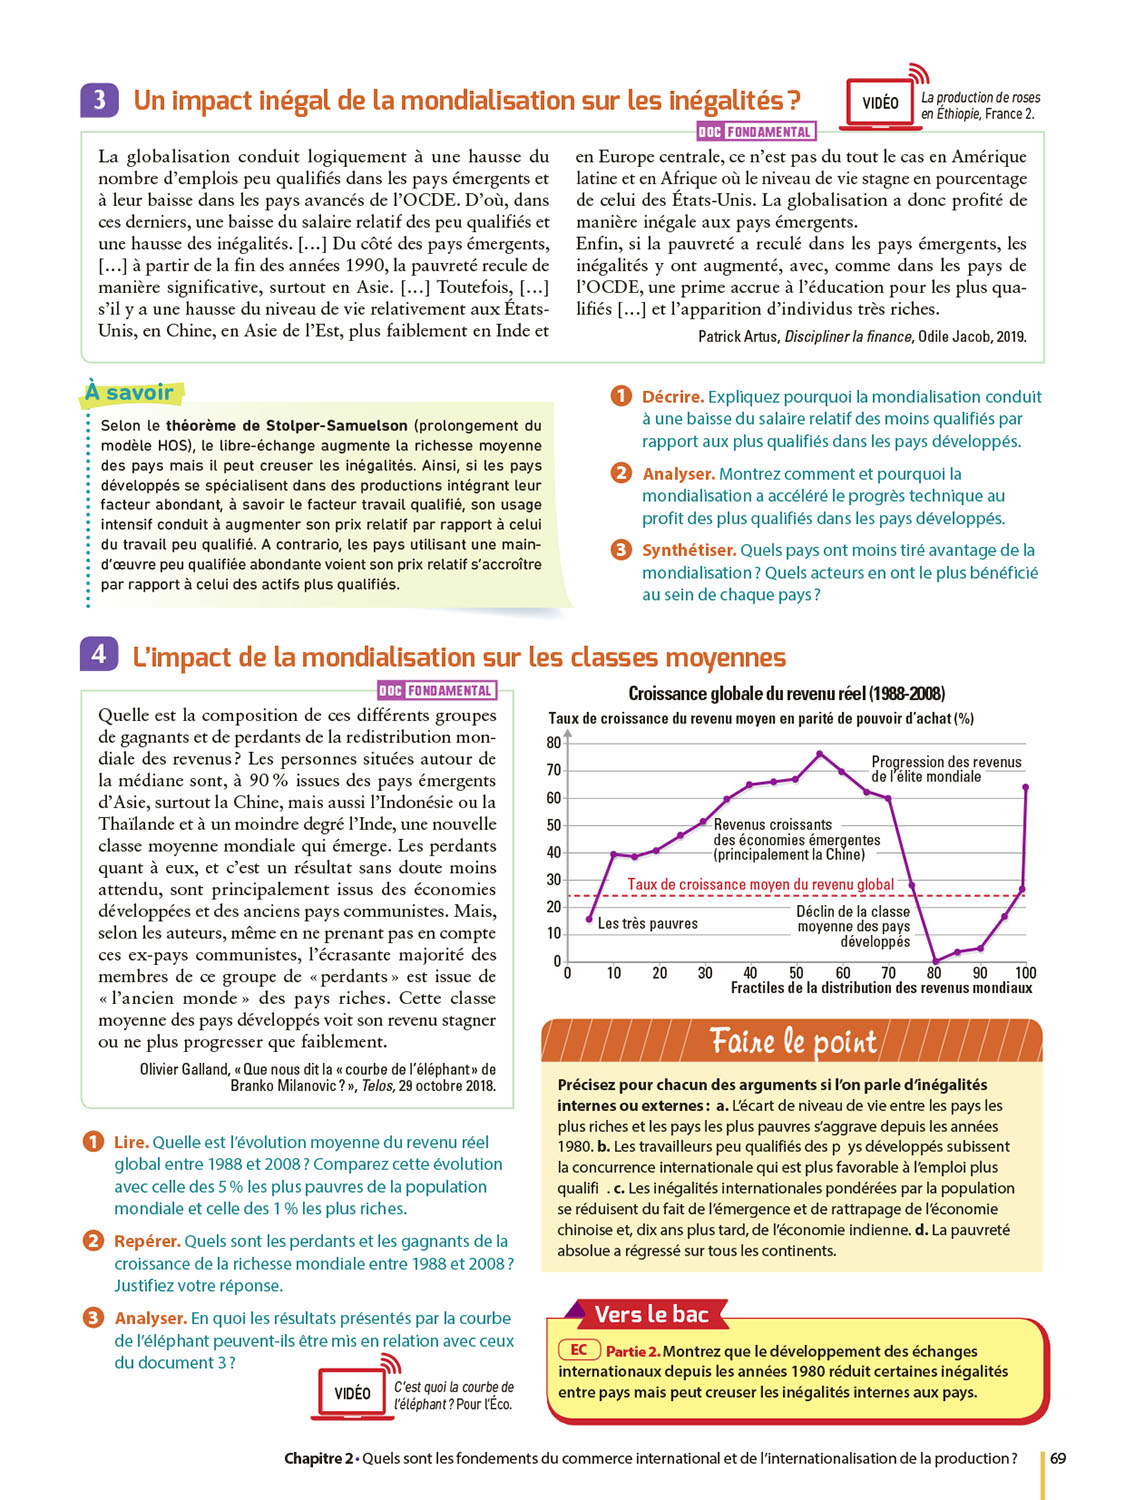 3 Un impact inégal de la mondialisation sur les inégalités ?
VIDÉO
La production de roses
en Éthiopie, France 2.
DOC FONDAMENTAL
La globalisation conduit logiquement à une hausse du
nombre d’emplois peu qualifiés dans les pays émergents et
à leur baisse dans les pays avancés de l’OCDE. D’où, dans
ces derniers, une baisse du salaire relatif des peu qualifiés et
une hausse des inégalités. […] Du côté des pays émergents,
[…] à partir de la fin des années 1990, la pauvreté recule de
manière significative, surtout en Asie. […] Toutefois, […]
s’il y a une hausse du niveau de vie relativement aux États-
Unis, en Chine, en Asie de l’Est, plus faiblement en Inde et
en Europe centrale, ce n’est pas du tout le cas en Amérique
latine et en Afrique où le niveau de vie stagne en pourcentage
de celui des États-Unis. La globalisation a donc profité de
manière inégale aux pays émergents.
Enfin, si la pauvreté a reculé dans les pays émergents, les
inégalités y ont augmenté, avec, comme dans les pays de
l’OCDE, une prime accrue à l’éducation pour les plus qua-
lifiés […] et l’apparition d’individus très riches.
Patrick Artus, Discipliner la finance, Odile Jacob, 2019.
À savoir
Selon le théorème de Stolper-Samuelson (prolongement du
modèle HOS), le libre-échange augmente la richesse moyenne
des pays mais il peut creuser les inégalités. Ainsi, si les pays
développés se spécialisent dans des productions intégrant leur
facteur abondant, à savoir le facteur travail qualifié, son usage
intensif conduit à augmenter son prix relatif par rapport à celui
du travail peu qualifié. A contrario, les pays utilisant une main-
d’œuvre peu qualifiée abondante voient son prix relatif s’accroître
par rapport à celui des actifs plus qualifiés.
1 Décrire. Expliquez pourquoi la mondialisation conduit
à une baisse du salaire relatif des moins qualifiés par
rapport aux plus qualifiés dans les pays développés.
2 Analyser. Montrez comment et pourquoi la
mondialisation a accéléré le progrès technique au
profit des plus qualifiés dans les pays développés.
3 Synthétiser. Quels pays ont moins tiré avantage de la
mondialisation ? Quels acteurs en ont le plus bénéficié
au sein de chaque pays ?
4 L’impact de la mondialisation sur les classes moyennes
DOC FONDAMENTAL
Quelle est la composition de ces différents groupes
de gagnants et de perdants de la redistribution mon-
diale des revenus ? Les personnes situées autour de
la médiane sont, à 90 % issues des pays émergents
d’Asie, surtout la Chine, mais aussi l’Indonésie ou la
Thaïlande et à un moindre degré l’Inde, une nouvelle
classe moyenne mondiale qui émerge. Les perdants
quant à eux, et c’est un résultat sans doute moins
attendu, sont principalement issus des économies
développées et des anciens pays communistes. Mais,
selon les auteurs, même en ne prenant pas en compte
ces ex-pays communistes, l’écrasante majorité des
membres de ce groupe de « perdants » est issue de
« l’ancien monde » des pays riches. Cette classe
moyenne des pays développés voit son revenu stagner
ou ne plus progresser que faiblement.
Olivier Galland, « Que nous dit la « courbe de l’éléphant » de
Branko Milanovic ? », Telos, 29 octobre 2018.
1 Lire. Quelle est l’évolution moyenne du revenu réel
global entre 1988 et 2008 ? Comparez cette évolution
avec celle des 5 % les plus pauvres de la population
mondiale et celle des 1 % les plus riches.
2 Repérer. Quels sont les perdants et les gagnants de la
croissance de la richesse mondiale entre 1988 et 2008 ?
Justifiez votre réponse.
3 Analyser. En quoi les résultats présentés par la courbe
de l’éléphant peuvent-ils être mis en relation avec ceux
du document 3 ?
VIDÉO
C’est quoi la courbe de
l’éléphant ? Pour l’Éco.
Croissance globale du revenu réel (1988-2008)
Taux de croissance du revenu moyen en parité de pouvoir d’achat (%)
80
70
60
50
40
30
20
10
0
Progression des revenus
de l’élite mondiale
Revenus croissants
des économies émergentes
(principalement la Chine)
Taux de croissance moyen du revenu global
Les très pauvres
Déclin de la classe
moyenne des pays
développés
0 10 20 30 40 50 60 70 80 90 100
Fractiles de la distribution des revenus mondiaux
Faire le point
Précisez pour chacun des arguments si l’on parle d’inégalités
internes ou externes : a. L’écart de niveau de vie entre les pays les
plus riches et les pays les plus pauvres s’aggrave depuis les années
1980. b. Les travailleurs peu qualifiés des p ys développés subissent
la concurrence internationale qui est plus favorable à l’emploi plus
qualifi . c. Les inégalités internationales pondérées par la population
se réduisent du fait de l’émergence et de rattrapage de l’économie
chinoise et, dix ans plus tard, de l’économie indienne. d. La pauvreté
absolue a régressé sur tous les continents.
Vers le bac
EC Partie 2. Montrez que le développement des échanges
internationaux depuis les années 1980 réduit certaines inégalités
entre pays mais peut creuser les inégalités internes aux pays.
Chapitre 2 • Quels sont les fondements du commerce international et de l’internationalisation de la production ? 69